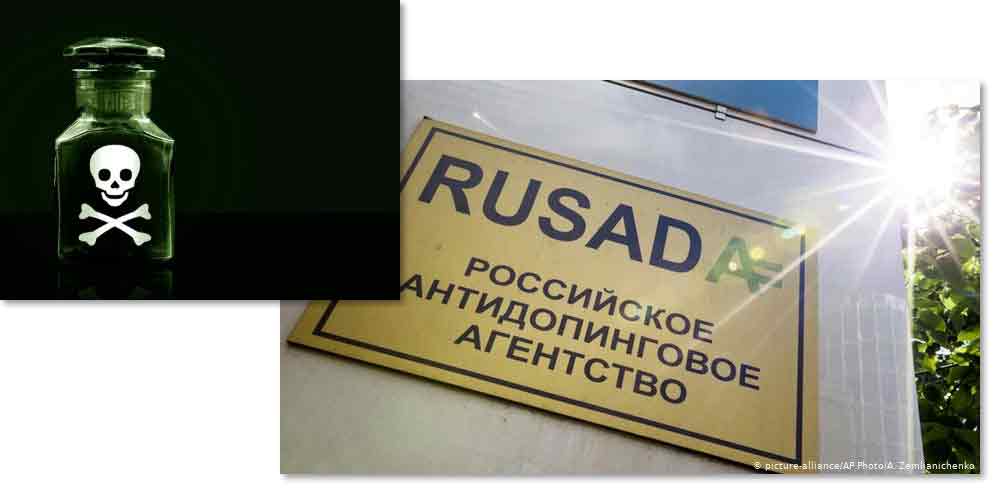 RUSADA
РОССИЙСКОЕ
АНТИДОПИНГОВОЕ
АГЕНТСТВО
© picture-alliance/AP Photo/A. Zemlianichenko